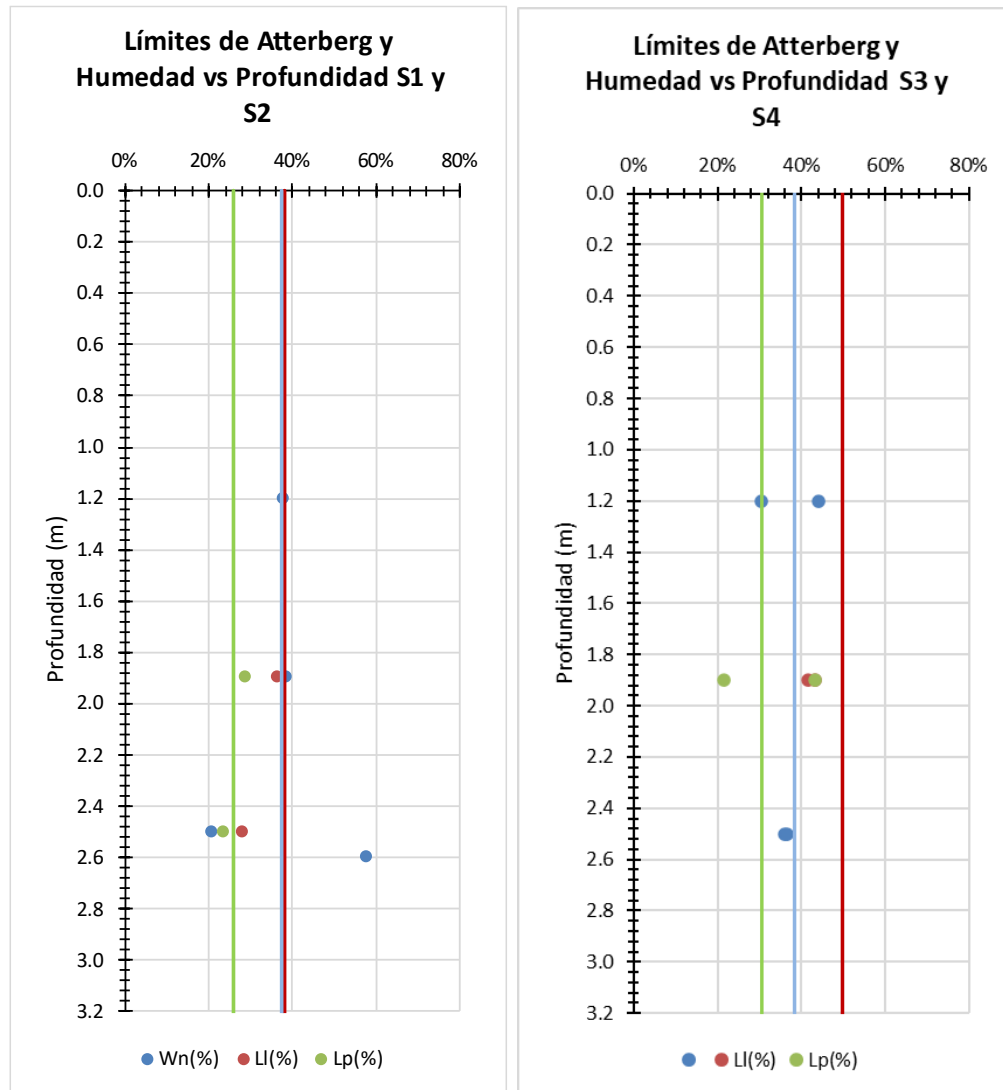 Límites de Atterberg y
Humedad vs Profundidad S1 y
S2
0% 20% 40% 60% 80%
0.0
0.2
0.4
0.6
0.8
1.0
1.2
1.4
1.6
1.8
2.0
2.2
2.4
2.6
2.8
3.0
3.2
Profundidad (m)
Wn(%) Ll(%) Lp(%)
Límites de Atterberg y
Humedad vs Profundidad S3 y
S4
0% 20% 40% 60% 80%
0.0
0.2
0.4
0.6
0.8
1.0
1.2
1.4
1.6
1.8
2.0
2.2
2.4
2.6
2.8
3.0
3.2
Profundidad (m)
Ll(%) Lp(%)